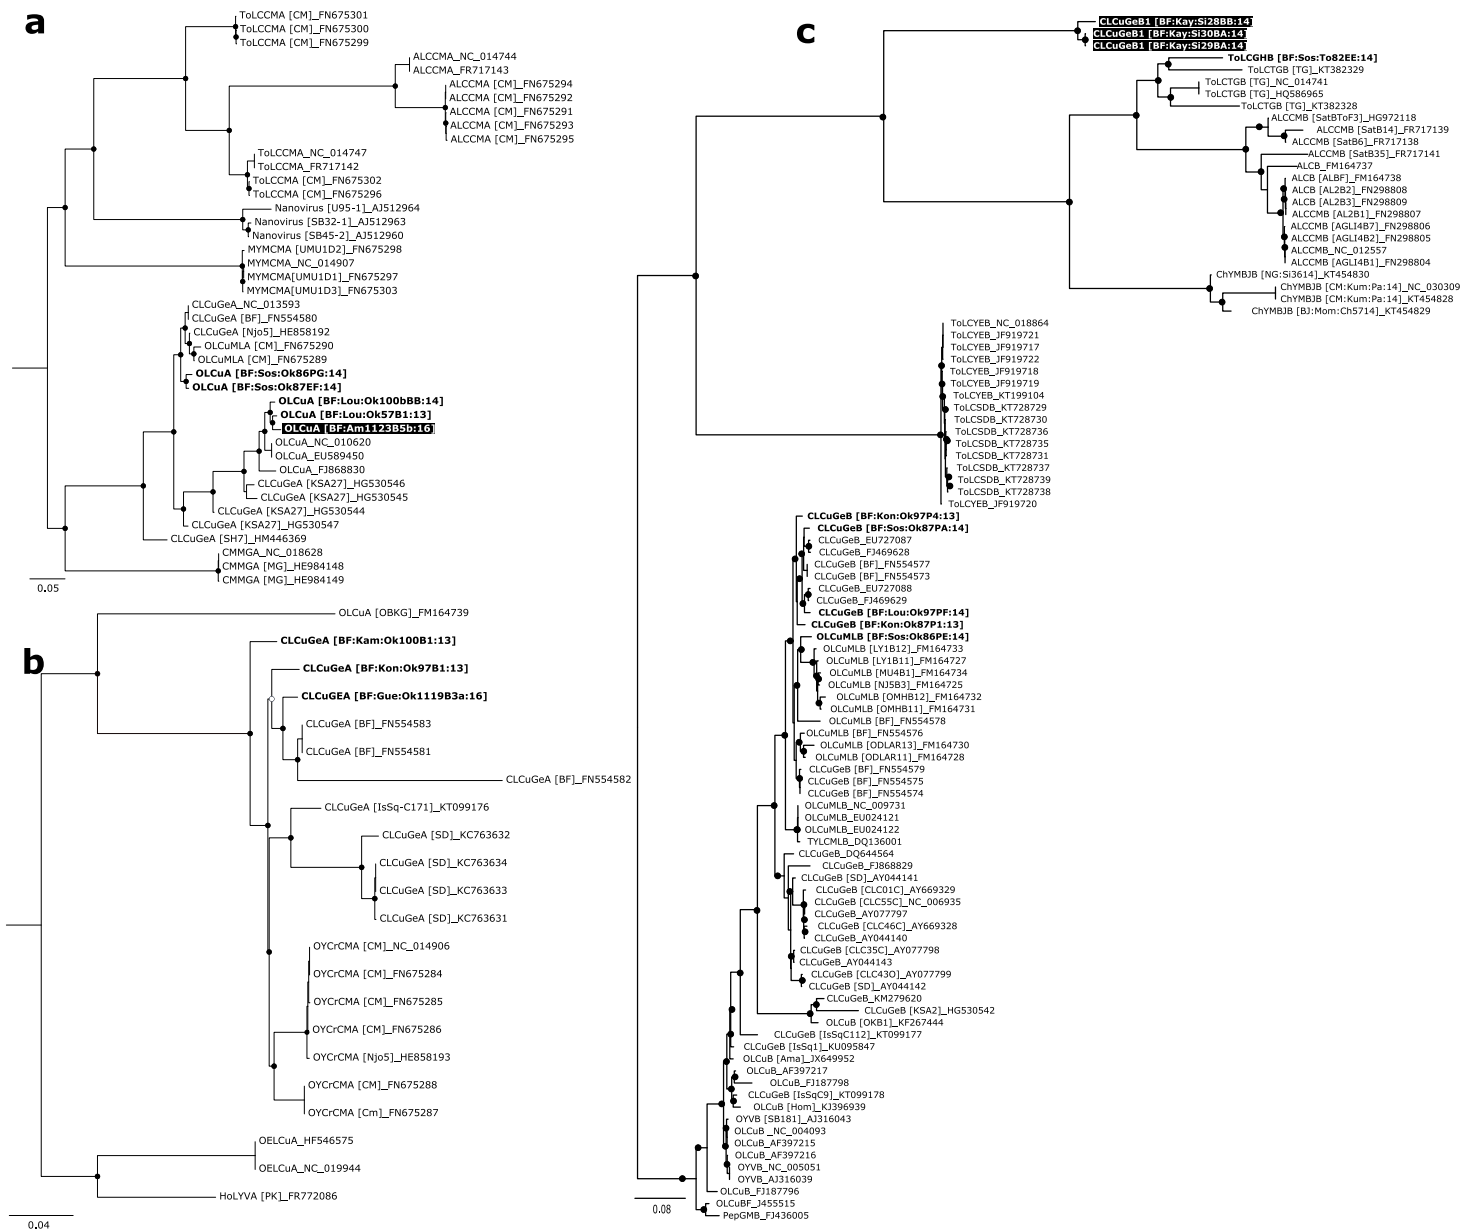 a
ToLCCMA [CM]_FN675301
ToLCCMA [CM]_FN675300
ToLCCMA [CM]_FN675299
ALCCMA_NC_014744
ALCCMA_FR717143
ALCCMA [CM]_FN675294
ALCCMA [CM]_FN675292
ALCCMA [CM]_FN675291
ALCCMA [CM]_FN675293
ALCCMA [CM]_FN675295
ToLCCMA_NC_014747
ToLCCMA_FR717142
ToLCCMA [CM]_FN675302
ToLCCMA [CM]_FN675296
Nanovirus [U95-1]_AJ512964
Nanovirus [SB32-1]_AJ512963
Nanovirus [SB45-2]_AJ512960
MYMCMA [UMU1D2]_FN675298
MYMCMA_NC_014907
MYMCMA[UMU1D1]_FN675297
MYMCMA[UMU1D3]_FN675303
CLCuGeA_NC_013593
CLCuGeA [BF]_FN554580
CLCuGeA [Njo5]_HE858192
OLCuMLA [CM]_FN675290
OLCuMLA [CM]_FN675289
OLCuA [BF:Sos:Ok86PG:14]
OLCuA [BF:Sos:Ok87EF:14]
OLCuA [BF:Lou:Ok100bBB:14]
OLCuA [BF:Lou:Ok57B1:13]
OLCuA [BF:Am1123B5b:16]
OLCuA_NC_010620
OLCuA_EU589450
OLCuA_FJ868830
CLCuGeA [KSA27]_HG530546
CLCuGeA [KSA27]_HG530545
CLCuGeA [KSA27]_HG530544
CLCuGeA [KSA27]_HG530547
CLCuGeA [SH7]_HM446369
CMMGA_NC_018628
CMMGA [MG]_HE984148
CMMGA [MG]_HE984149
0.05
b
OLCuA [OBKG]_FM164739
CLCuGeA [BF:Kam:Ok100B1:13]
CLCuGeA [BF:Kon:Ok97B1:13]
CLCuGEA [BF:Gue:Ok1119B3a:16]
CLCuGeA [BF]_FN554583
CLCuGeA [BF]_FN554581
CLCuGeA [BF]_FN554582
CLCuGeA [IsSq-C171]_KT099176
CLCuGeA [SD]_KC763632
CLCuGeA [SD]_KC763634
CLCuGeA [SD]_KC763633
CLCuGeA [SD]_KC763631
OYCrCMA [CM]_NC_014906
OYCrCMA [CM]_FN675284
OYCrCMA [CM]_FN675285
OYCrCMA [CM]_FN675286
OYCrCMA [Njo5]_HE858193
OYCrCMA [CM]_FN675288
OYCrCMA [Cm]_FN675287
OELCuA_HF546575
OELCuA_NC_019944
HoLYVA [PK]_FR772086
0.04
c
CLCuGeB1 [BF:Kay:Si28BB:14]
CLCuGeB1 [BF:Kay:Si30BA:14]
CLCuGeB1 [BF:Kay:Si29BA:14]
ToLCGHB [BF:Sos:To82EE:14]
ToLCTGB [TG]_KT382329
ToLCTGB [TG]_NC_014741
ToLCTGB [TG]_HQ586965
ToLCTGB [TG]_KT382328
ALCCMB [SatBToF3]_HG972118
ALCCMB [SatB14]_FR717139
ALCCMB [SatB6]_FR717138
ALCCMB [SatB35]_FR717141
ALCB_FM164737
ALCB [ALBF]_FM164738
ALCB [AL2B2]_FN298808
ALCB [AL2B3]_FN298809
ALCCMB [AL2B1]_FN298807
ALCCMB [AGLI4B7]_FN298806
ALCCMB [AGLI4B2]_FN298805
ALCCMB_NC_012557
ALCCMB [AGLI4B1]_FN298804
ChYMBJB [NG:Si3614]_KT454830
ChYMBJB [CM:Kum:Pa:14]_NC_030309
ChYMBJB [CM:Kum:Pa:14]_KT454828
ChYMBJB [BJ:Mom:Ch5714]_KT454829
ToLCYEB_NC_018864
ToLCYEB_JF919721
ToLCYEB_JF919717
ToLCYEB_JF919722
ToLCYEB_JF919718
ToLCYEB_JF919719
ToLCYEB_KT199104
ToLCSDB_KT728729
ToLCSDB_KT728730
ToLCSDB_KT728736
ToLCSDB_KT728735
ToLCSDB_KT728731
ToLCSDB_KT728737
ToLCSDB_KT728739
ToLCSDB_KT728738
ToLCYEB_JF919720
CLCuGeB [BF:Kon:Ok97P4:13]
CLCuGeB [BF:Sos:Ok87PA:14]
CLCuGeB_EU727087
CLCuGeB_FJ469628
CLCuGeB [BF]_FN554577
CLCuGeB [BF]_FN554573
CLCuGeB_EU727088
CLCuGeB_FJ469629
CLCuGeB [BF:Lou:Ok97PF:14]
CLCuGeB [BF:Kon:Ok87P1:13]
OLCuMLB [BF:Sos:Ok86PE:14]
OLCuMLB [LY1B12]_FM164733
OLCuMLB [LY1B11]_FM164727
OLCuMLB [MU4B1]_FM164734
OLCuMLB [NJ5B3]_FM164725
OLCuMLB [OMHB12]_FM164732
OLCuMLB [OMHB11]_FM164731
OLCuMLB [BF]_FN554578
OLCuMLB [BF]_FN554576
OLCuMLB [ODLAR13]_FM164730
OLCuMLB [ODLAR11]_FM164728
CLCuGeB [BF]_FN554579
CLCuGeB [BF]_FN554575
CLCuGeB [BF]_FN554574
OLCuMLB_NC_009731
OLCuMLB_EU024121
OLCuMLB_EU024122
TYLCMLB_DQ136001
CLCuGeB_DQ644564
CLCuGeB_FJ868829
CLCuGeB [SD]_AY044141
CLCuGeB [CLC01C]_AY669329
CLCuGeB [CLC55C]_NC_006935
CLCuGeB_AY077797
CLCuGeB [CLC46C]_AY669328
CLCuGeB_AY044140
CLCuGeB [CLC35C]_AY077798
CLCuGeB_AY044143
CLCuGeB [CLC43O]_AY077799
CLCuGeB [SD]_AY044142
CLCuGeB_KM279620
CLCuGeB [KSA2]_HG530542
OLCuB [OKB1]_KF267444
CLCuGeB [IsSqC112]_KT099177
CLCuGeB [IsSq1]_KU095847
OLCuB [Ama]_JX649952
OLCuB_AF397217
OLCuB_FJ187798
CLCuGeB [IsSqC9]_KT099178
OLCuB [Hom]_KJ396939
OYVB [SB181]_AJ316043
OLCuB _NC_004093
OLCuB_AF397215
OLCuB_AF397216
OYVB_NC_005051
OYVB_AJ316039
OLCuB_FJ187796
OLCuBF_J455515
PepGMB_FJ436005
0.08